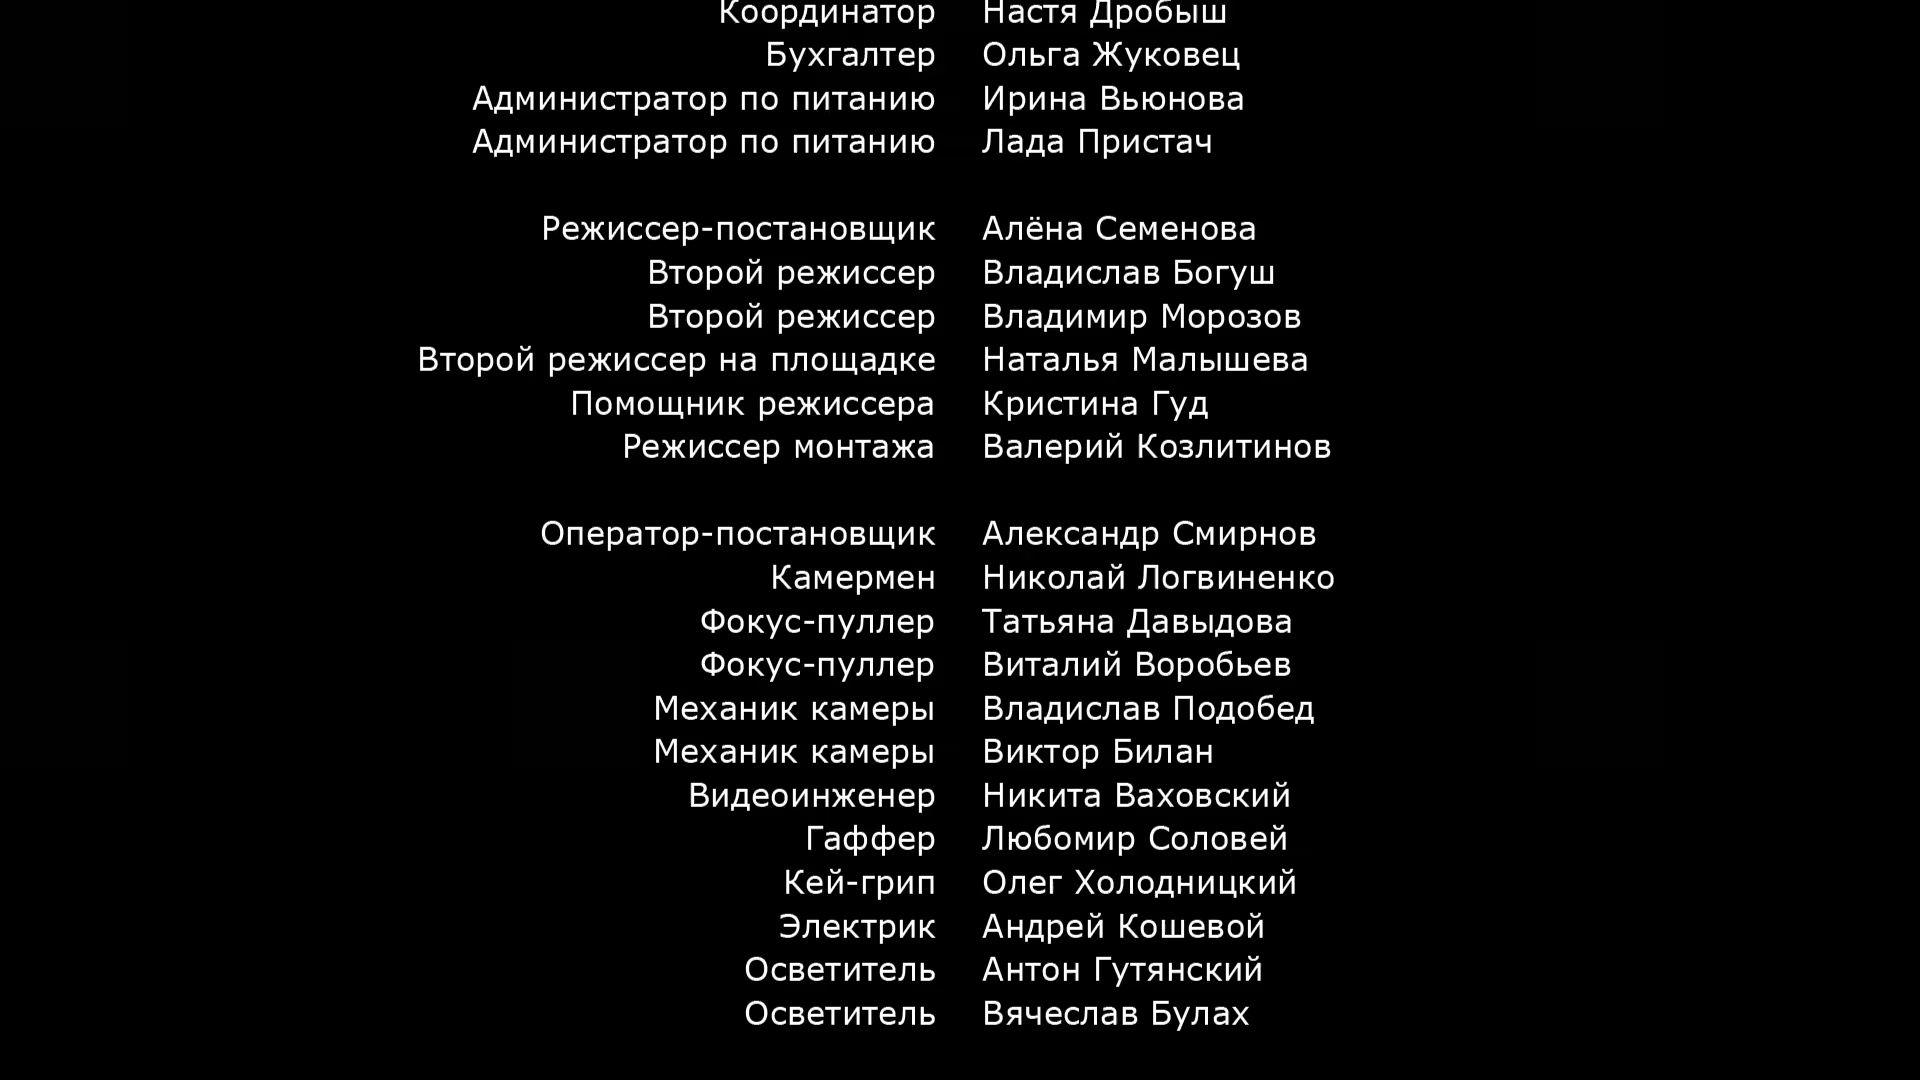 Координатор Настя Дробыш
Бухгалтер Ольга Жуковец
Администратор по питанию Ирина Вьюнова
Администратор по питанию Лада Пристач
Режиссер-постановщик Алёна Семенова
Второй режиссер Владислав Богуш
Второй режиссер Владимир Морозов
Второй режиссер на площадке Наталья Малышева
Помощник режиссера Кристина Гуд
Режиссер монтажа Валерий Козлитинов
Оператор-постановщик Александр Смирнов
Камермен Николай Логвиненко
Фокус-пуллер Татьяна Давыдова
Фокус-пуллер Виталий Воробьев
Механик камеры Владислав Подобед
Механик камеры Виктор Билан
Видеоинженер Никита Ваховский
Гаффер Любомир Соловей
Кей-грип Олег Холодницкий
Электрик Андрей Кошевой
Осветитель Антон Гутянский
Осветитель Вячеслав Булах